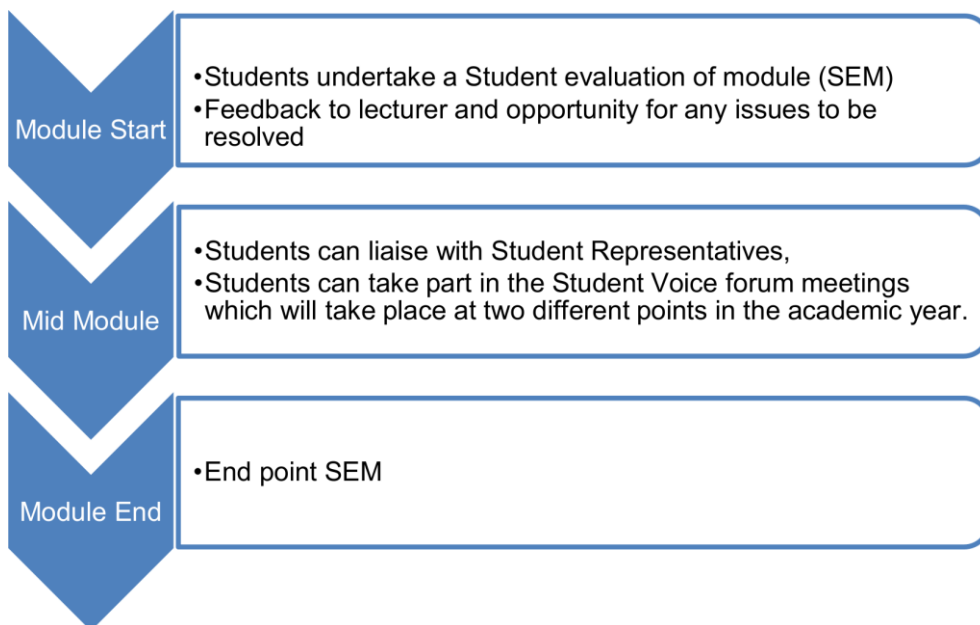 Module Start
•Students undertake a Student evaluation of module (SEM)
•Feedback to lecturer and opportunity for any issues to be
resolved
Mid Module
•Students can liaise with Student Representatives,
•Students can take part in the Student Voice forum meetings
which will take place at two different points in the academic year.
Module End
•End point SEM